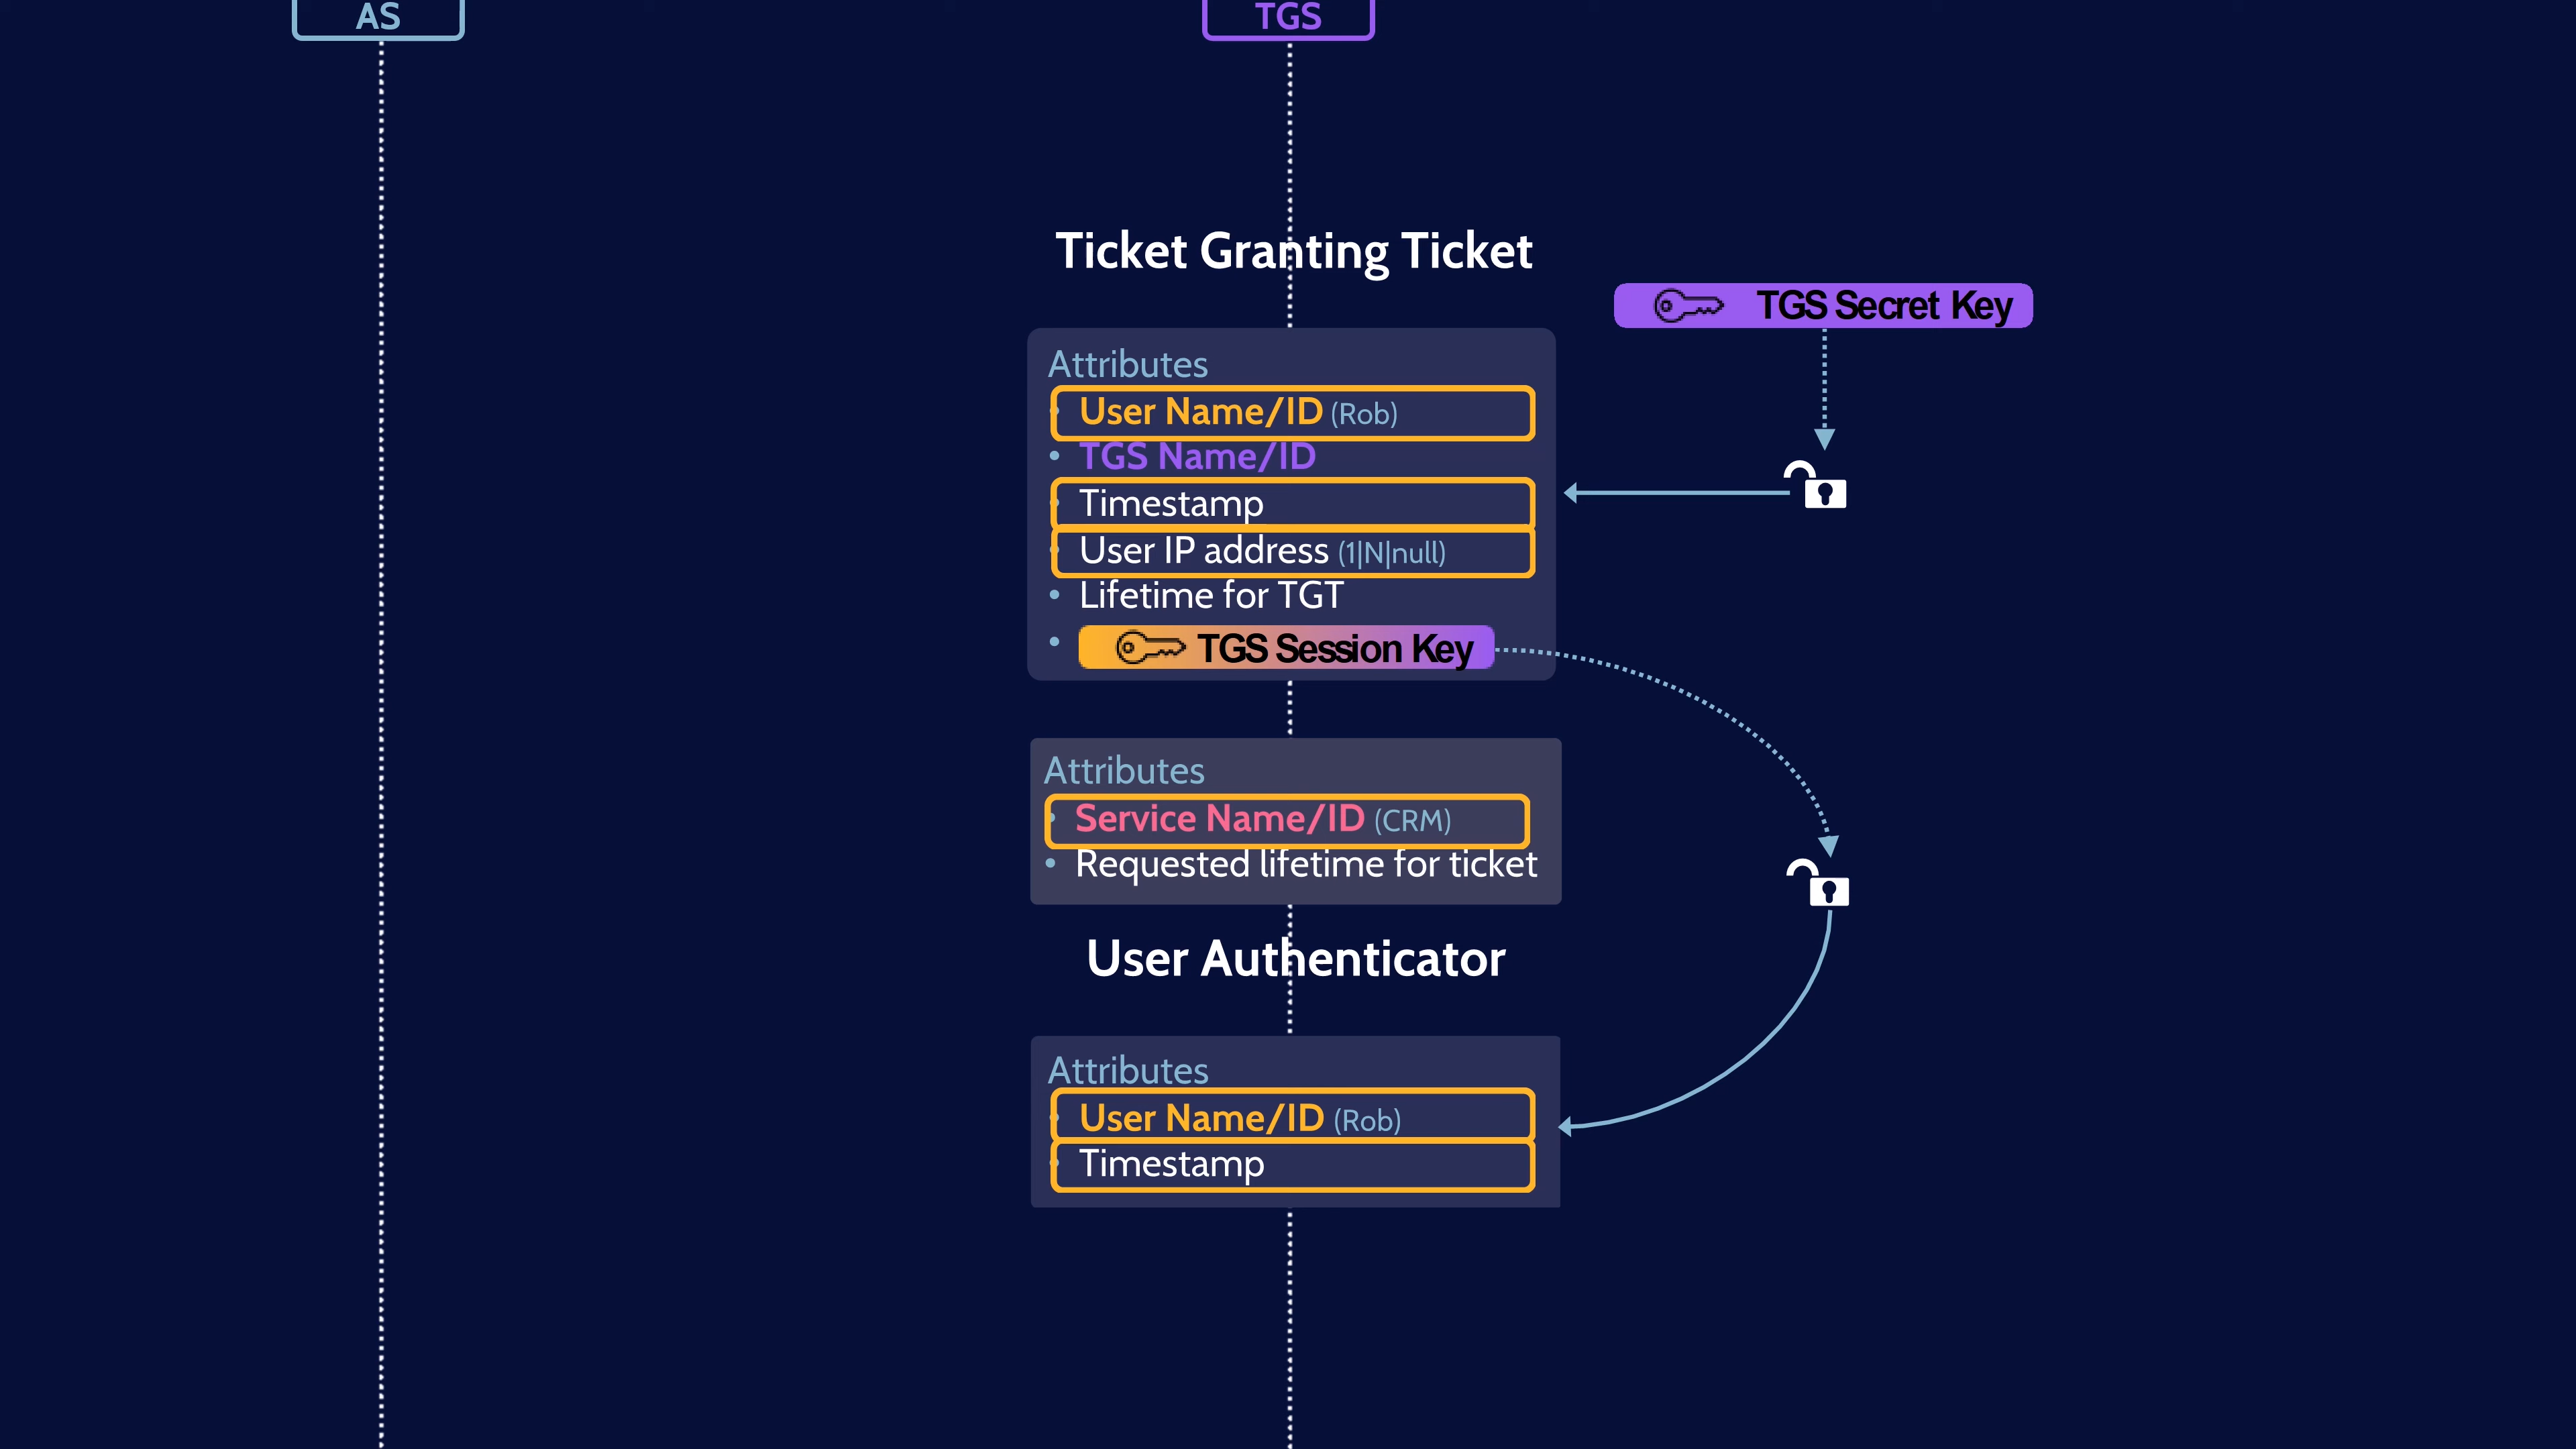 AS
TGS
Ticket Granting Ticket
TGS Secret Key
Attributes
User Name/ID (Rob)
TGS Name/ID
Timestamp
User IP address (1|N|null)
Lifetime for TGT
TGS Session Key
Attributes
Service Name/ID (CRM)
Requested lifetime for ticket
User Authenticator
Attributes
User Name/ID (Rob)
Timestamp